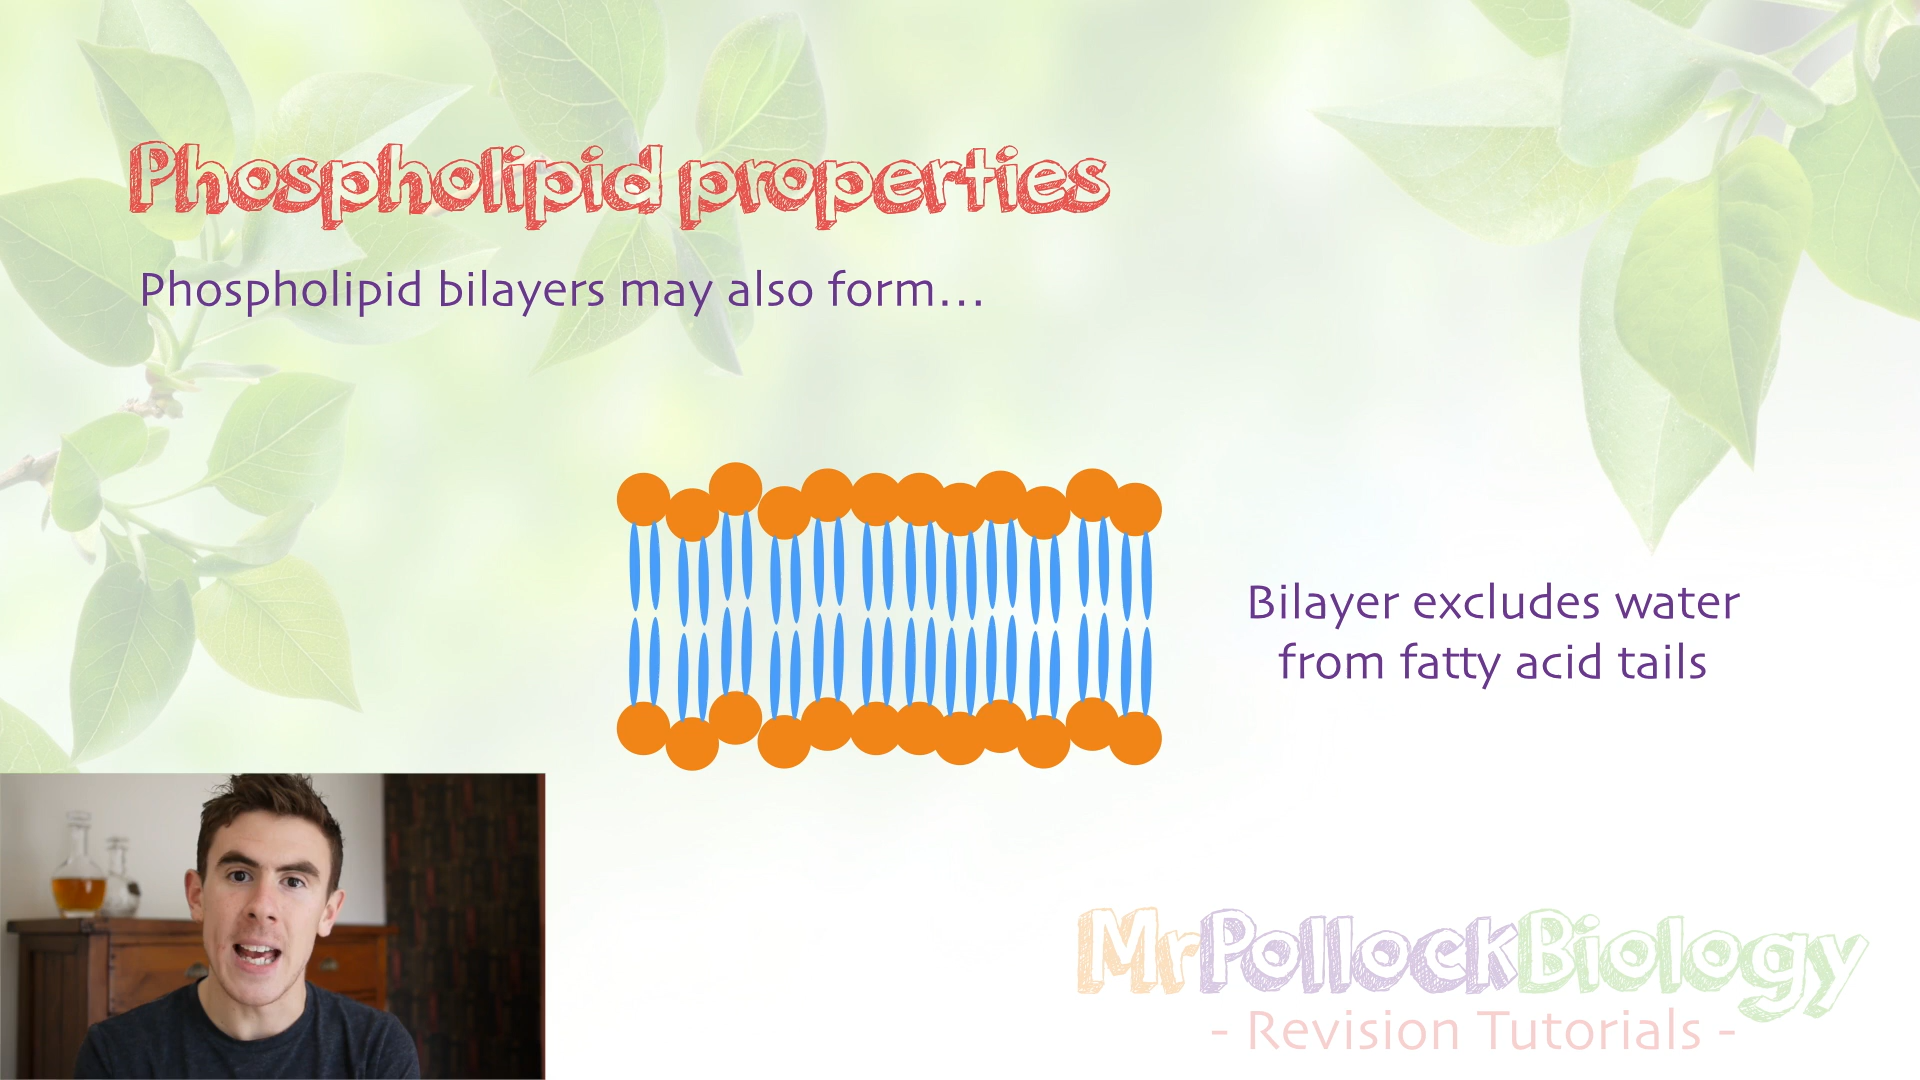 Phospholipid properties
Phospholipid bilayers may also form...
Bilayer excludes water
from fatty acid tails
MrPollockBiology
- Revision Tutorials -